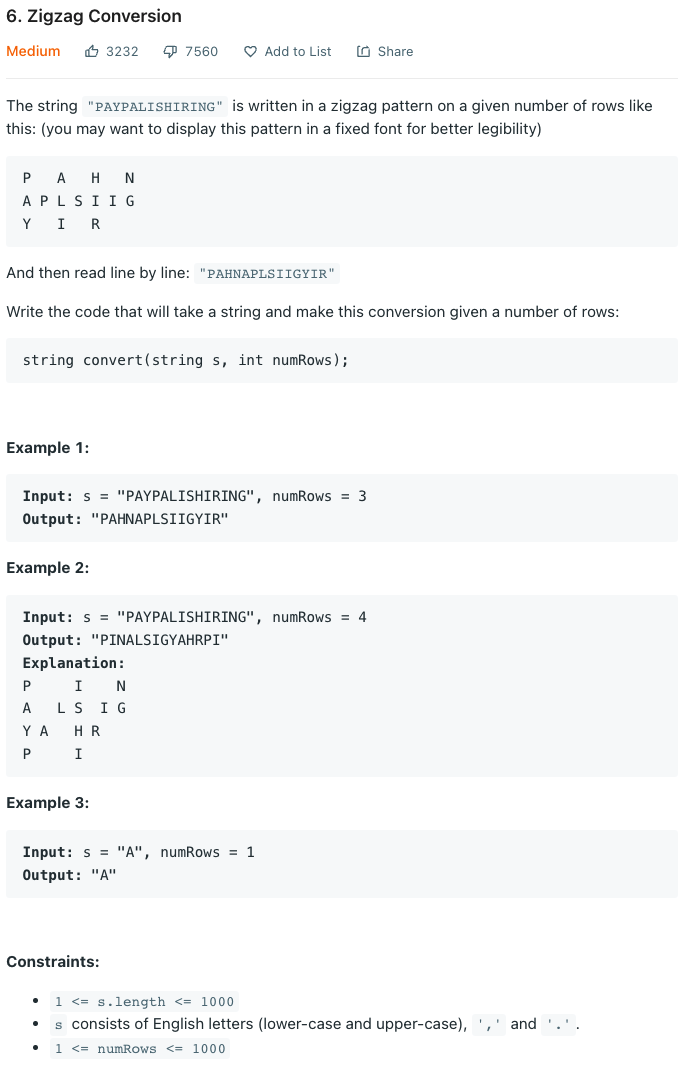 6. Zigzag Conversion
Medium 3232 7560 Add to List Share
The string "PAYPALISHIRING" is written in a zigzag pattern on a given number of rows like
this: (you may want to display this pattern in a fixed font for better legibility)
P   A   H   N
A P L S I I G
Y   I   R
And then read line by line: "PAHNAPLSIIGYIR"
Write the code that will take a string and make this conversion given a number of rows:
string convert(string s, int numRows);
Example 1:
Input: s = "PAYPALISHIRING", numRows = 3
Output: "PAHNAPLSIIGYIR"
Example 2:
Input: s = "PAYPALISHIRING", numRows = 4
Output: "PINALSIGYAHRPI"
Explanation:
P     I    N
A   L S  I G
Y A   H R
P     I
Example 3:
Input: s = "A", numRows = 1
Output: "A"
Constraints:
• 1 <= s.length <= 1000
• s consists of English letters (lower-case and upper-case), ',' and '.'.
• 1 <= numRows <= 1000